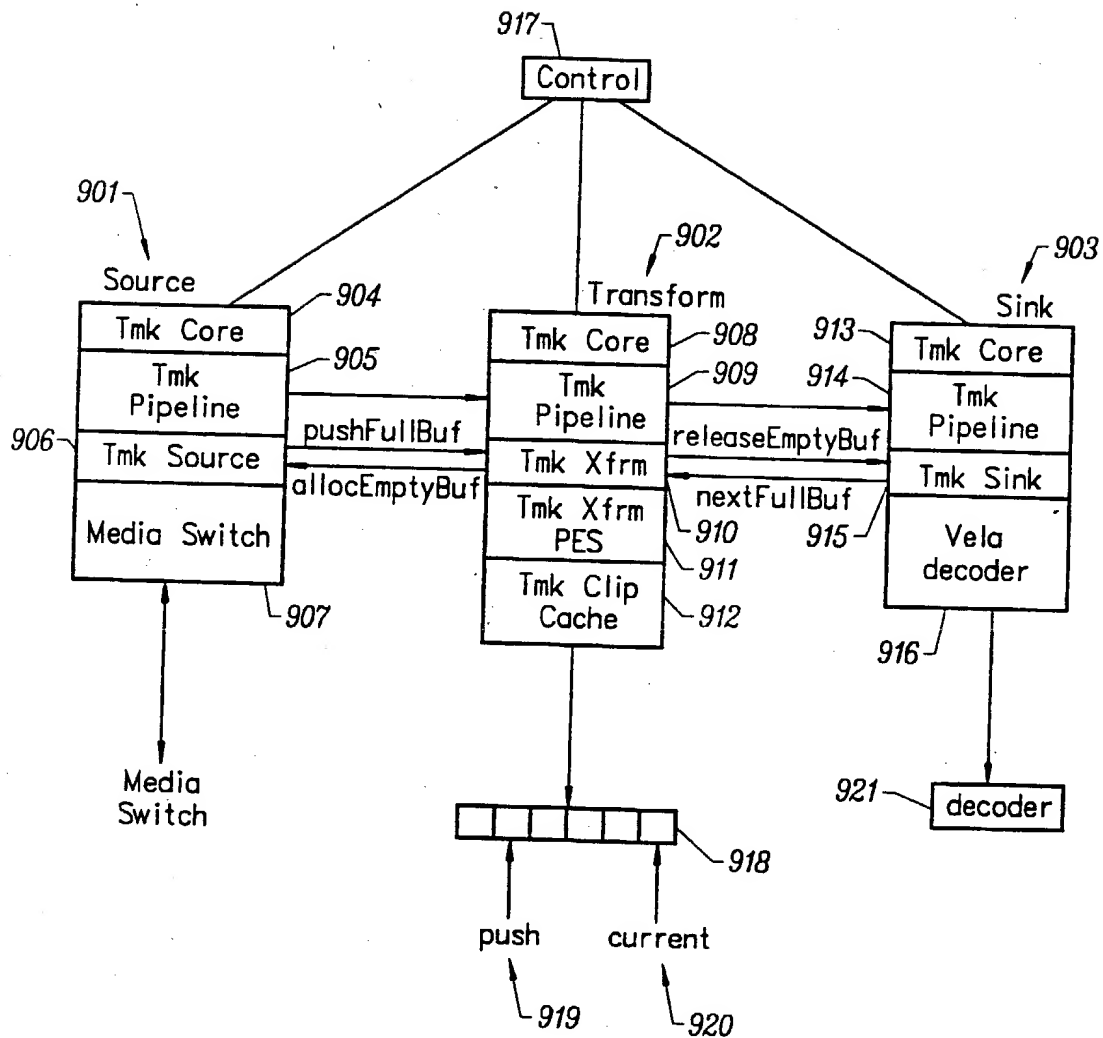 917
Control
901
902
903
Source
904
Transform
Sink
Tmk Core
Tmk Core
908
913
Tmk Core
905
909
914
Tmk
Pipeline
Tmk
Pipeline
Tmk
Pipeline
906
pushFullBuf
releaseEmptyBuf
Tmk Source
Tmk Xfrm
Tmk Sink
allocEmptyBuf
nextFullBuf
Media Switch
Tmk Xfrm
PES
910
915
Vela
decoder
911
Tmk Clip
Cache
912
907
916
Media
Switch
921
decoder
918
push
current
919
920